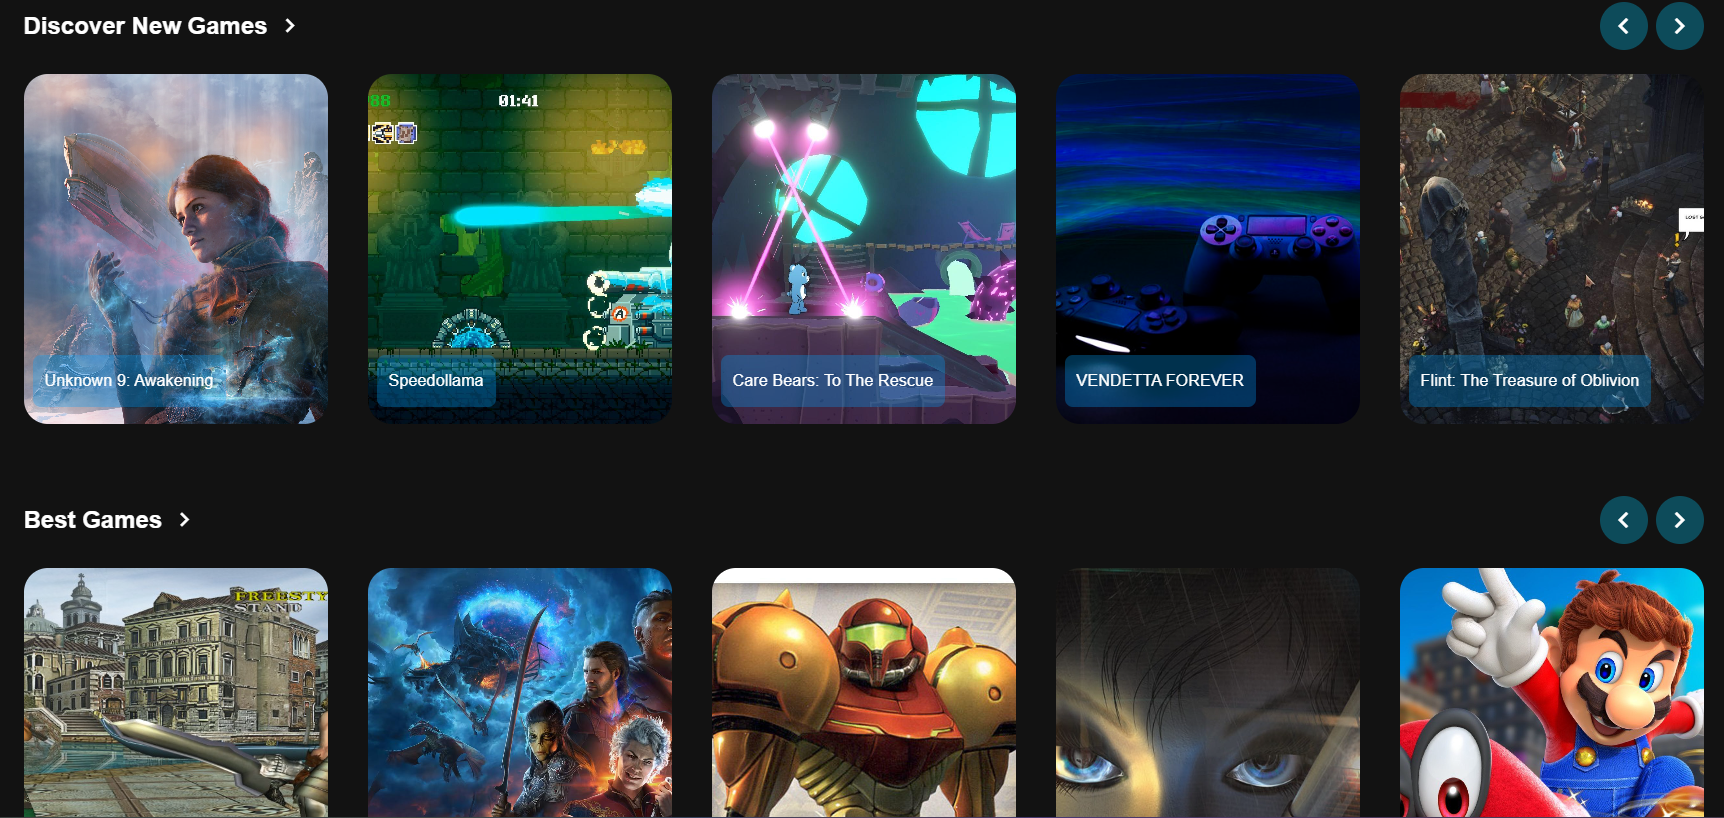 Discover New Games
88
01:41
Unknown 9: Awakening
Speedollama
Care Bears: To The Rescue
VENDETTA FOREVER
Flint: The Treasure of Oblivion
Best Games
FREESTY
STAND